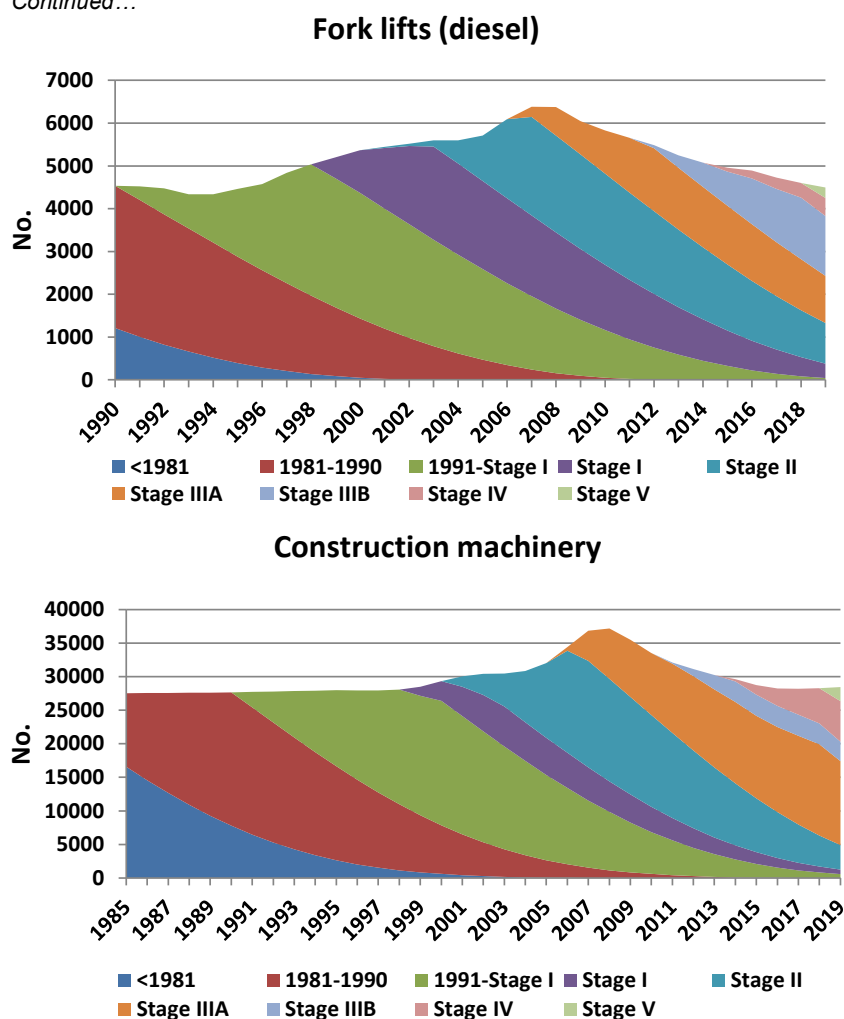 Continued…
Fork lifts (diesel)
7000
6000
5000
4000
3000
2000
1000
0
No.
1990 1992 1994 1996 1998 2000 2002 2004 2006 2008 2010 2012 2014 2016 2018
<1981 1981-1990 1991-Stage I Stage I Stage II
Stage IIIA Stage IIIB Stage IV Stage V
Construction machinery
40000
35000
30000
25000
20000
15000
10000
5000
0
No.
1985 1987 1989 1991 1993 1995 1997 1999 2001 2003 2005 2007 2009 2011 2013 2015 2017 2019
<1981 1981-1990 1991-Stage I Stage I Stage II
Stage IIIA Stage IIIB Stage IV Stage V